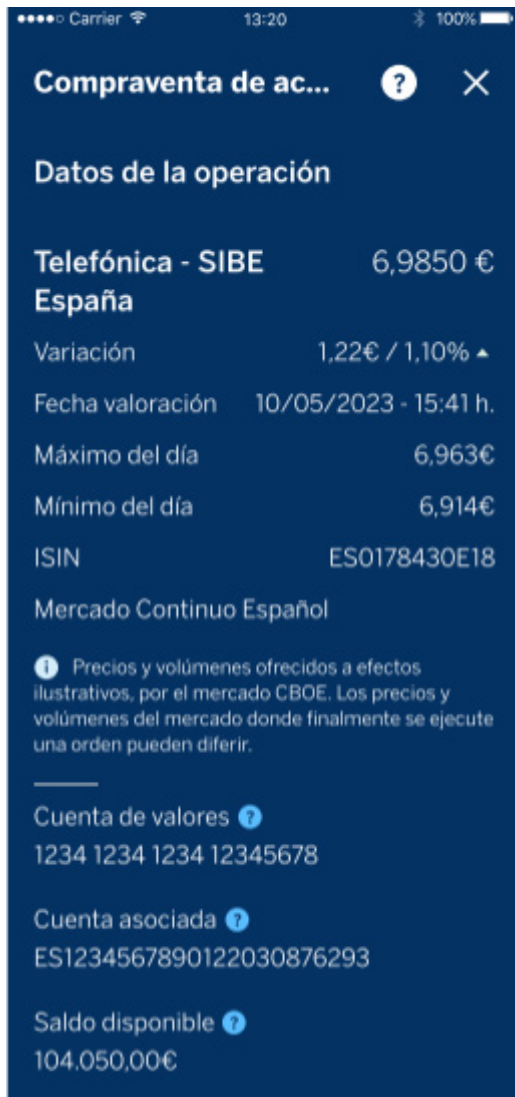 Carrier 13:20 100%
Compraventa de ac... ? ×
Datos de la operación
Telefónica - SIBE 6,9850 €
España
Variación 1,22€ / 1,10%
Fecha valoración 10/05/2023 - 15:41 h.
Máximo del día 6,963€
Mínimo del día 6,914€
ISIN ES0178430E18
Mercado Continuo Español
i Precios y volúmenes ofrecidos a efectos
ilustrativos, por el mercado CBOE. Los precios y
volúmenes del mercado donde finalmente se ejecute
una orden pueden diferir.
Cuenta de valores ?
1234 1234 1234 12345678
Cuenta asociada ?
ES1234567890122030876293
Saldo disponible ?
104.050,00€